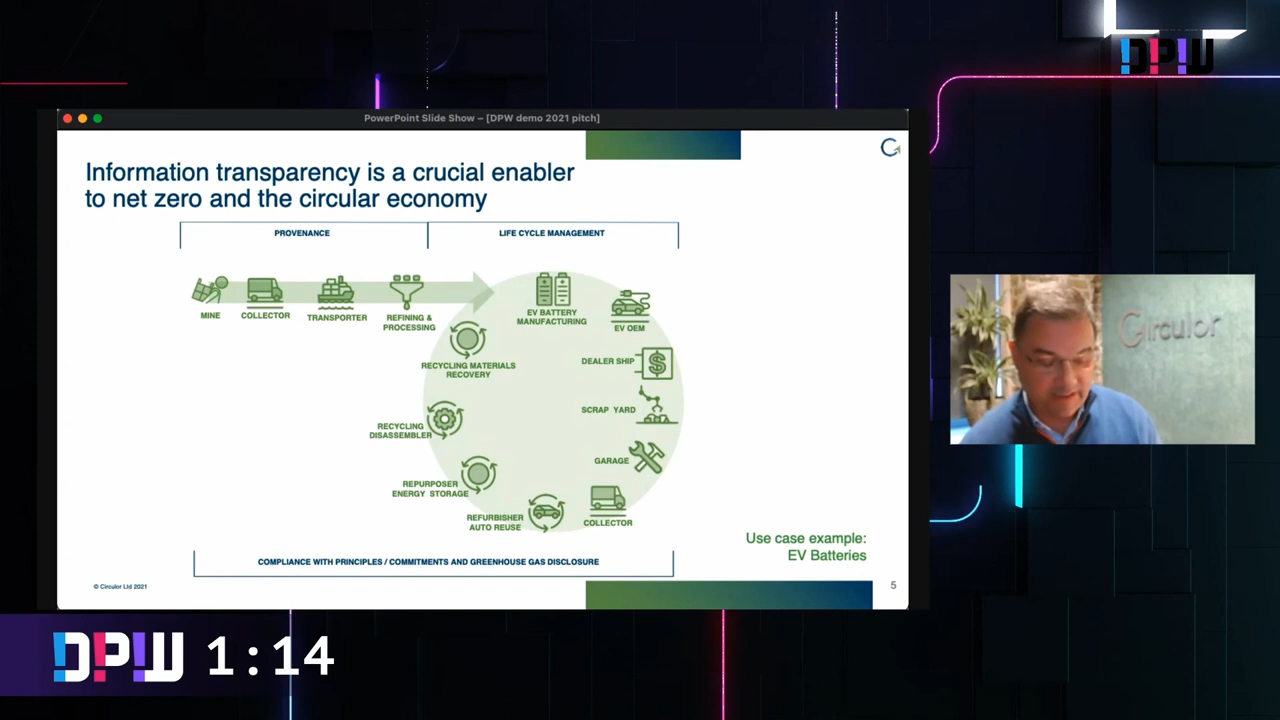 DPW
PowerPoint Slide Show – [DPW demo 2021 pitch]
Information transparency is a crucial enabler
to net zero and the circular economy
PROVENANCE
LIFE CYCLE MANAGEMENT
MINE
COLLECTOR
TRANSPORTER
REFINING &
PROCESSING
EV BATTERY
MANUFACTURING
EV OEM
DEALER SHIP
SCRAP YARD
GARAGE
COLLECTOR
REFURBISHER
AUTO REUSE
REPURPOSER
ENERGY STORAGE
RECYCLING
DISASSEMBLER
RECYCLING MATERIALS
RECOVERY
Circulor
Use case example:
EV Batteries
COMPLIANCE WITH PRINCIPLES / COMMITMENTS AND GREENHOUSE GAS DISCLOSURE
© Circulor Ltd 2021
5
DPW 1:14